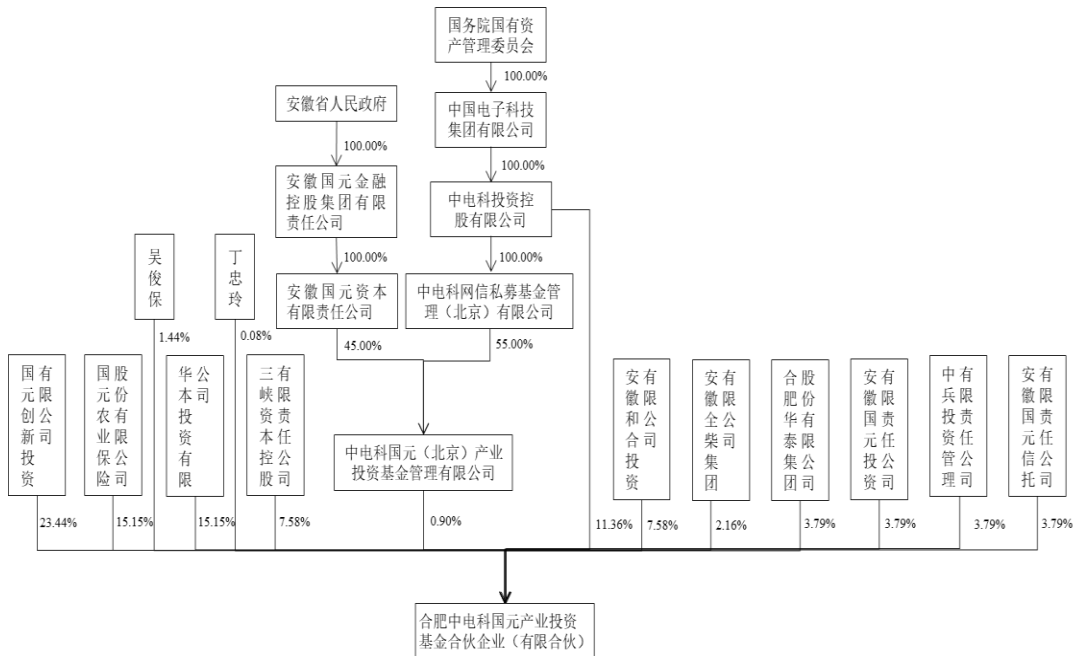 国务院国有资
产管理委员会
100.00%
安徽省人民政府
中国电子科技
集团有限公司
100.00%
100.00%
安徽国元金融
控股集团有限
责任公司
中电科投资控
股有限公司
吴俊保
丁忠玲
100.00%
100.00%
安徽国元资本
有限责任公司
中电科网信私募基金管
理（北京）有限公司
1.44%
0.08%
45.00%
55.00%
国元创新投资
有限公司
国元农业保险
股份有限公司
华本投资有限
公司
三峡资本控股
有限责任公司
中电科国元（北京）产业
投资基金管理有限公司
安徽和合投资
有限公司
安徽全柴集团
有限公司
合肥华泰集团
股份有限公司
安徽国元投资
有限责任公司
中兵投资管理
有限责任公司
安徽国元信托
有限责任公司
23.44%
15.15%
15.15%
7.58%
0.90%
11.36%
7.58%
2.16%
3.79%
3.79%
3.79%
3.79%
合肥中电科国元产业投资
基金合伙企业（有限合伙）